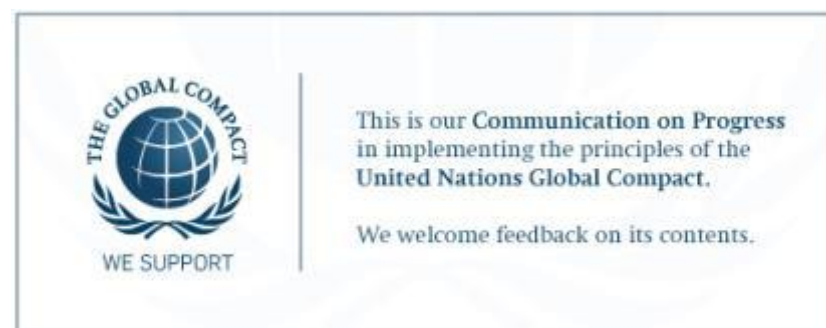 THE GLOBAL COMPACT
WE SUPPORT
This is our Communication on Progress
in implementing the principles of the
United Nations Global Compact.
We welcome feedback on its contents.